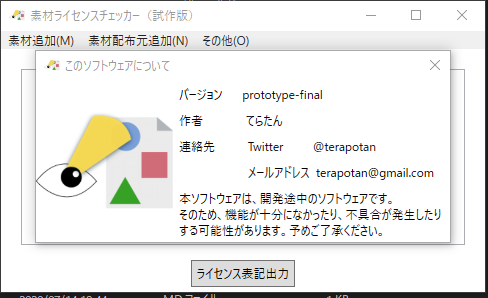 素材ライセンスチェッカー（試作版）
素材追加(M) 素材配布元追加(N) その他(O)
このソフトウェアについて
バージョン prototype-final
作者 てらたん
連絡先 Twitter @terapotan
メールアドレス terapotan@gmail.com
本ソフトウェアは、開発途中のソフトウェアです。
そのため、機能が十分になかったり、不具合が発生したり
する可能性があります。予めご了承ください。
ライセンス表記出力